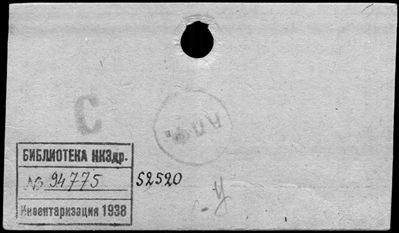 С
БИБЛИОТЕКА НКЗдр.
№ 94775
52520
Инвентаризация 1938